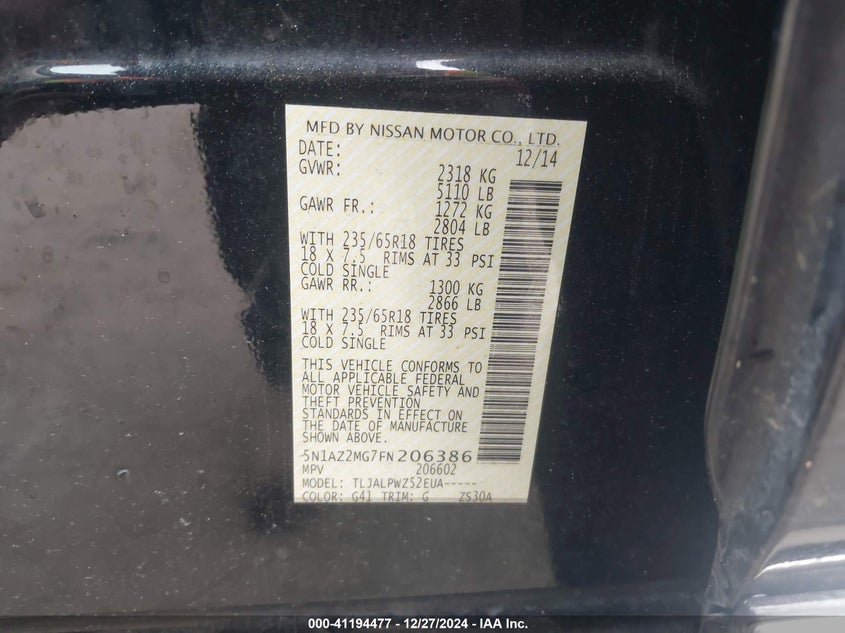 MFD BY NISSAN MOTOR CO., LTD.
DATE: 12/14
GVWR: 2318 KG
5110 LB
GAWR FR.: 1272 KG
2804 LB
WITH 235/65R18 TIRES
18 X 7.5 RIMS AT 33 PSI
COLD SINGLE
GAWR RR.: 1300 KG
2866 LB
WITH 235/65R18 TIRES
18 X 7.5 RIMS AT 33 PSI
COLD SINGLE
THIS VEHICLE CONFORMS TO
ALL APPLICABLE FEDERAL
MOTOR VEHICLE SAFETY AND
THEFT PREVENTION
STANDARDS IN EFFECT ON
THE DATE OF MANUFACTURE
SHOWN ABOVE.
5N1AZ2MG7FN206386
MPV 206602
MODEL: TLJALPWZ52EUA-----
COLOR: G41 TRIM: G ZS30A
000-41194477 - 12/27/2024 - IAA Inc.